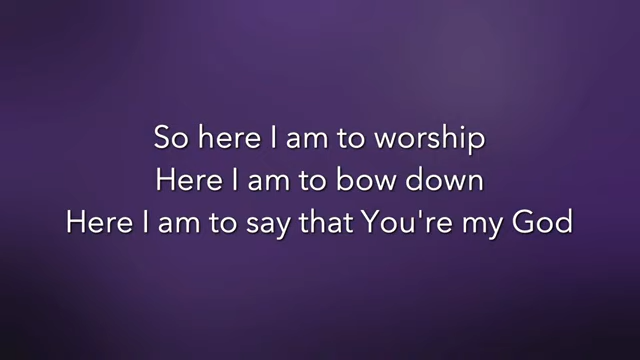 So here I am to worship
Here I am to bow down
Here I am to say that You're my God